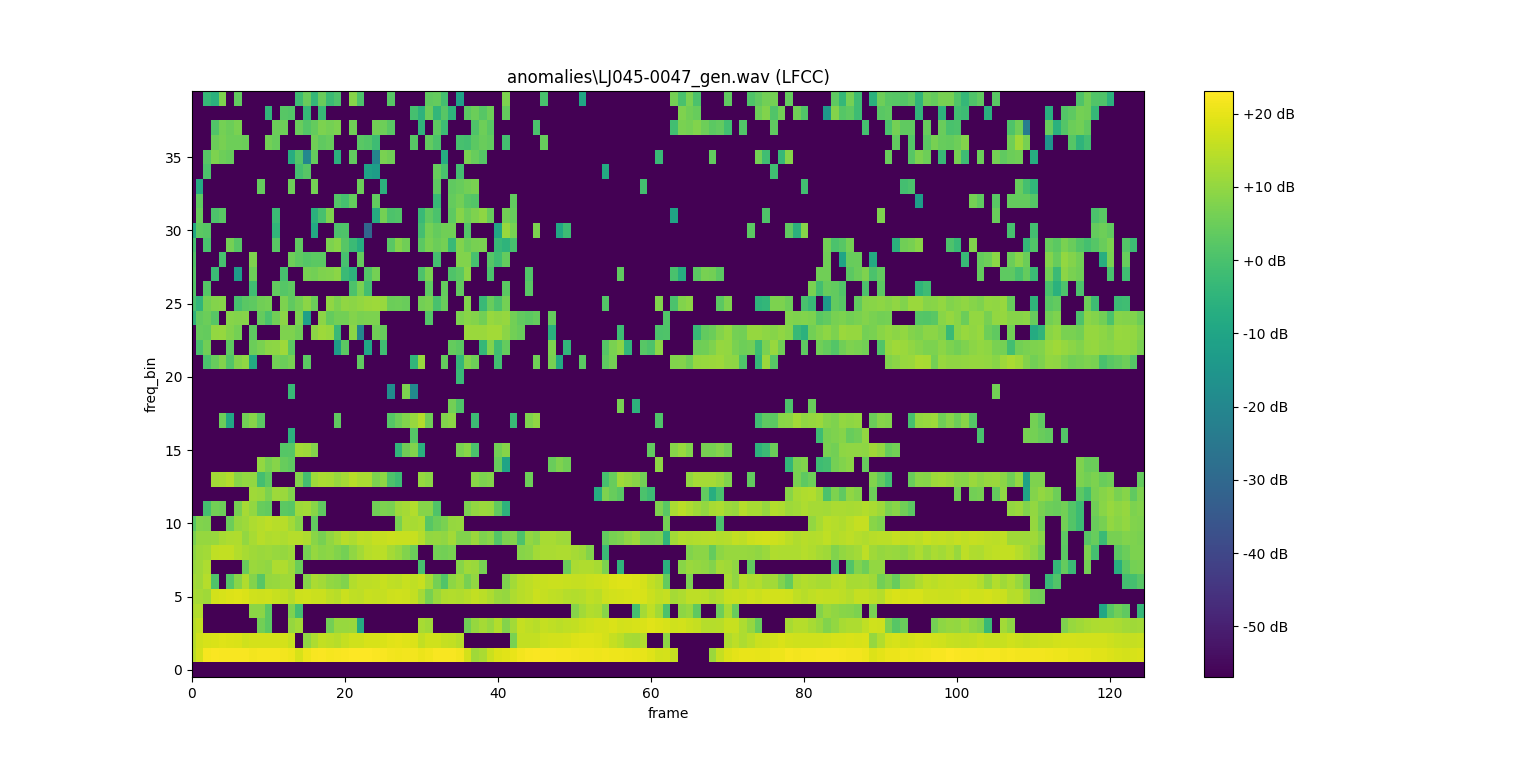 anomalies\LJ045-0047_gen.wav (LFCC)
freq_bin
35
30
25
20
15
10
5
0
0 20 40 60 80 100 120
frame
+20 dB
+10 dB
+0 dB
-10 dB
-20 dB
-30 dB
-40 dB
-50 dB